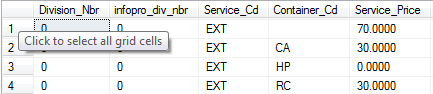 Division_Nbr infopro_div_nbr Service_Cd Container_Cd Service_Price
1 0 0 EXT 70.0000
Click to select all grid cells
2 0 EXT CA 30.0000
3 0 0 EXT HP 0.0000
4 0 0 EXT RC 30.0000